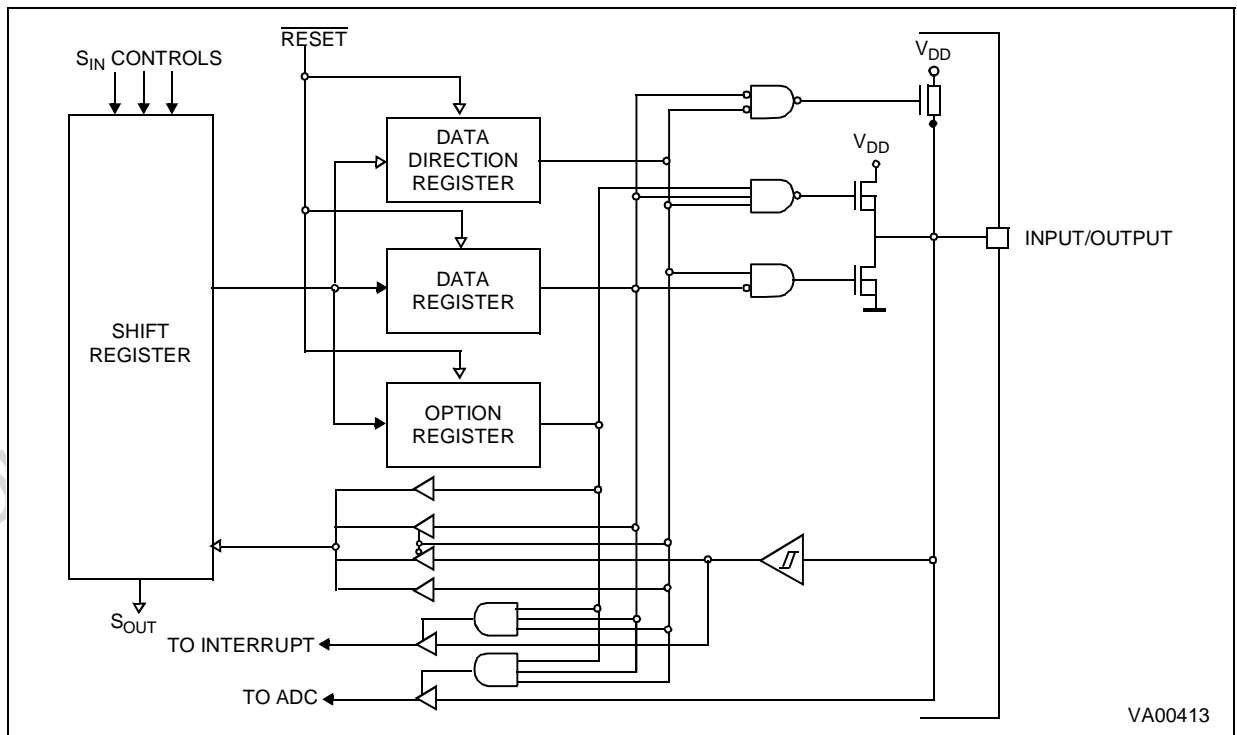 RESET
S_IN CONTROLS
V_DD
DATA
DIRECTION
REGISTER
V_DD
INPUT/OUTPUT
DATA
REGISTER
SHIFT
REGISTER
OPTION
REGISTER
S_OUT
TO INTERRUPT
TO ADC
VA00413